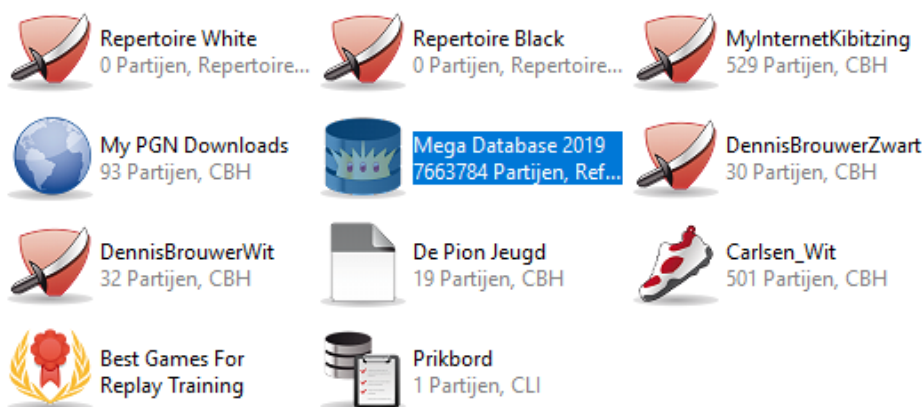 Repertoire White
0 Partijen, Repertoire...
Repertoire Black
0 Partijen, Repertoire...
MyInternetKibitzing
529 Partijen, CBH
My PGN Downloads
93 Partijen, CBH
Mega Database 2019
7663784 Partijen, Ref...
DennisBrouwerZwart
30 Partijen, CBH
DennisBrouwerWit
32 Partijen, CBH
De Pion Jeugd
19 Partijen, CBH
Carlsen_Wit
501 Partijen, CBH
Best Games For
Replay Training
Prikbord
1 Partijen, CLI